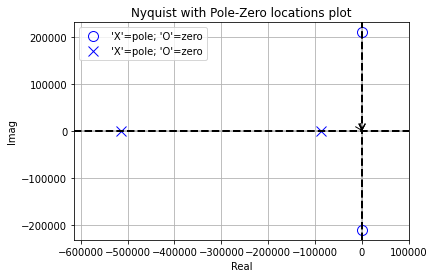 Nyquist with Pole-Zero locations plot
'X'=pole; 'O'=zero
'X'=pole; 'O'=zero
200000
100000
0
−100000
−200000
Imag
−600000 −500000 −400000 −300000 −200000 −100000 0 100000
Real